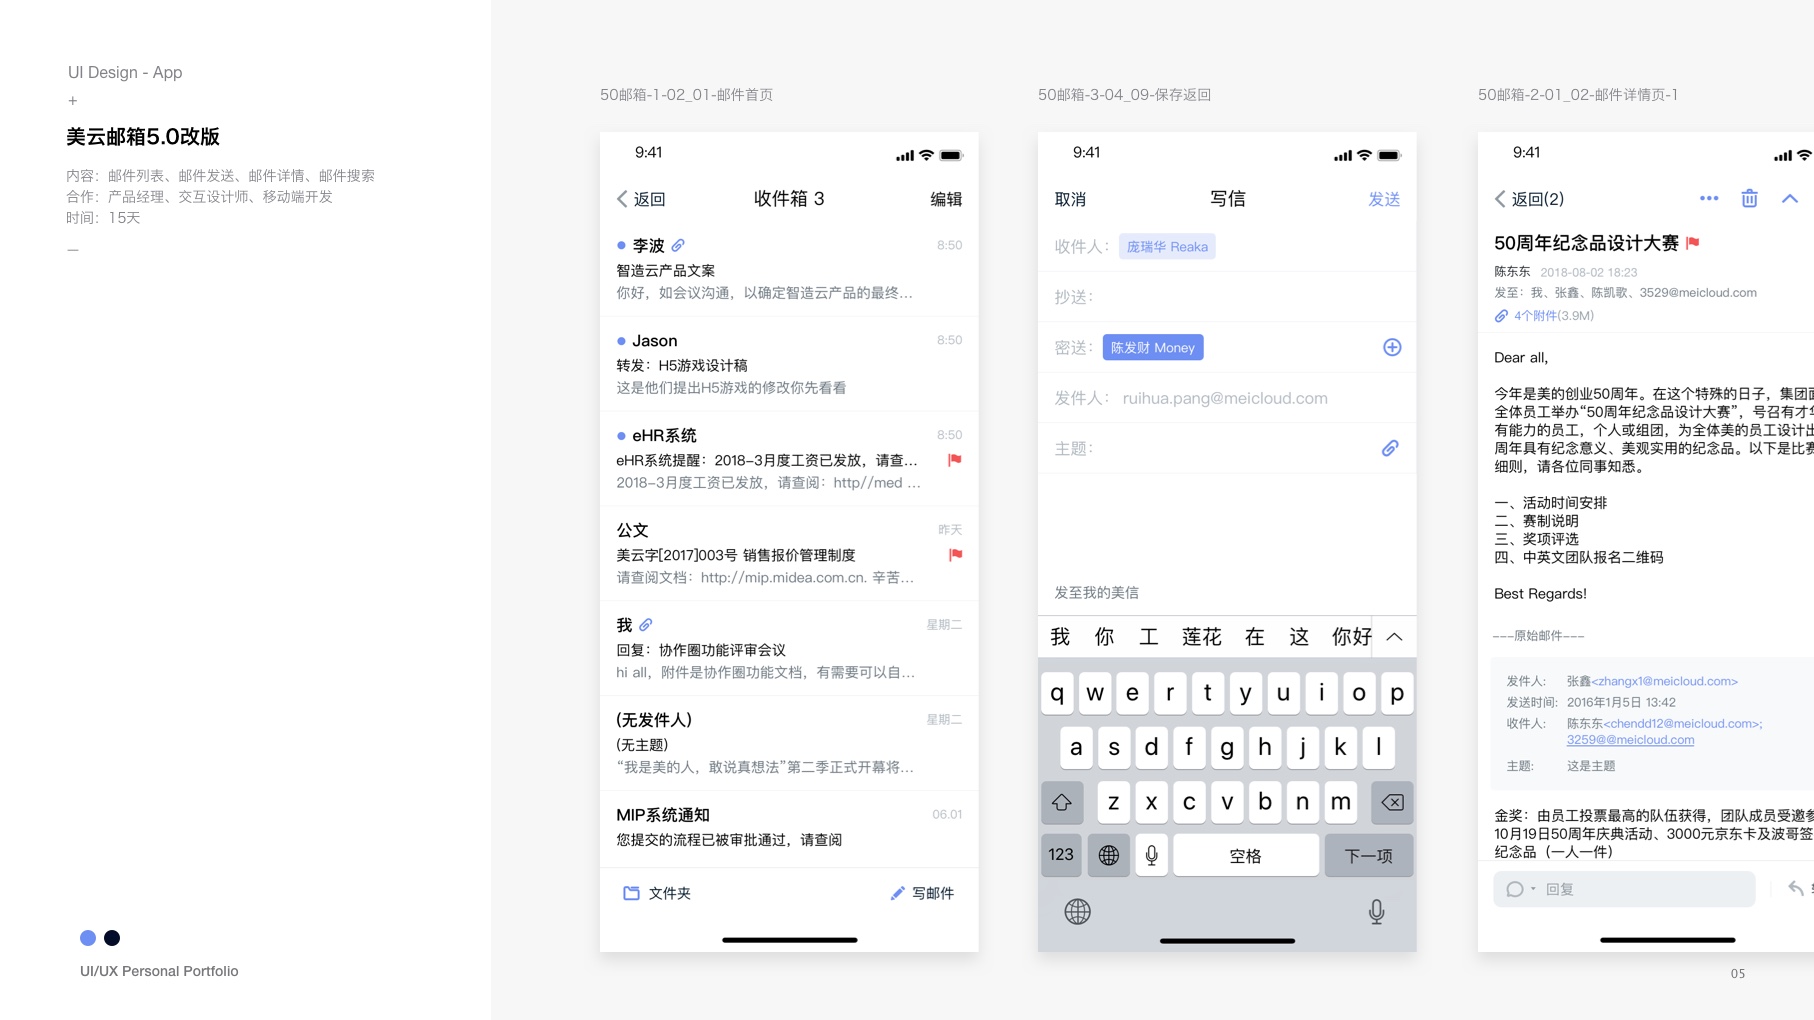 UI Design - App
+
美云邮箱5.0改版
内容：邮件列表、邮件发送、邮件详情、邮件搜索
合作：产品经理、交互设计师、移动端开发
时间：15天
—
UI/UX Personal Portfolio
50邮箱-1-02_01-邮件首页
9:41
返回
收件箱 3
编辑
李波
8:50
智造云产品文案
你好，如会议沟通，以确定智造云产品的最终...
Jason
8:50
转发：H5游戏设计稿
这是他们提出H5游戏的修改你先看看
eHR系统
8:50
eHR系统提醒：2018-3月度工资已发放，请查...
2018-3月度工资已发放，请查阅：http//med ...
公文
昨天
美云字[2017]003号 销售报价管理制度
请查阅文档：http://mip.midea.com.cn. 辛苦...
我
星期二
回复：协作圈功能评审会议
hi all，附件是协作圈功能文档，有需要可以自...
(无发件人)
星期二
(无主题)
“我是美的人，敢说真想法”第二季正式开幕将...
MIP系统通知
06.01
您提交的流程已被审批通过，请查阅
文件夹
写邮件
50邮箱-3-04_09-保存返回
9:41
取消
写信
发送
收件人：
庞瑞华 Reaka
抄送：
密送：
陈发财 Money
发件人：
ruihua.pang@meicloud.com
主题：
发至我的美信
我 你 工 莲花 在 这 你好
q w e r t y u i o p
a s d f g h j k l
z x c v b n m
123
空格
下一项
50邮箱-2-01_02-邮件详情页-1
9:41
返回(2)
50周年纪念品设计大赛
陈东东 2018-08-02 18:23
发至：我、张鑫、陈凯歌、3529@meicloud.com
4个附件(3.9M)
Dear all,
今年是美的创业50周年。在这个特殊的日子，集团面
全体员工举办“50周年纪念品设计大赛”，号召有才华
有能力的员工，个人或组团，为全体美的员工设计出
周年具有纪念意义、美观实用的纪念品。以下是比赛
细则，请各位同事知悉。
一、活动时间安排
二、赛制说明
三、奖项评选
四、中英文团队报名二维码
Best Regards!
---原始邮件---
发件人: 张鑫<zhangx1@meicloud.com>
发送时间: 2016年1月5日 13:42
收件人: 陈东东<chendd12@meicloud.com>;
3259@@meicloud.com
主题: 这是主题
金奖：由员工投票最高的队伍获得，团队成员受邀参
10月19日50周年庆典活动、3000元京东卡及波哥签
纪念品（一人一件）
回复
05